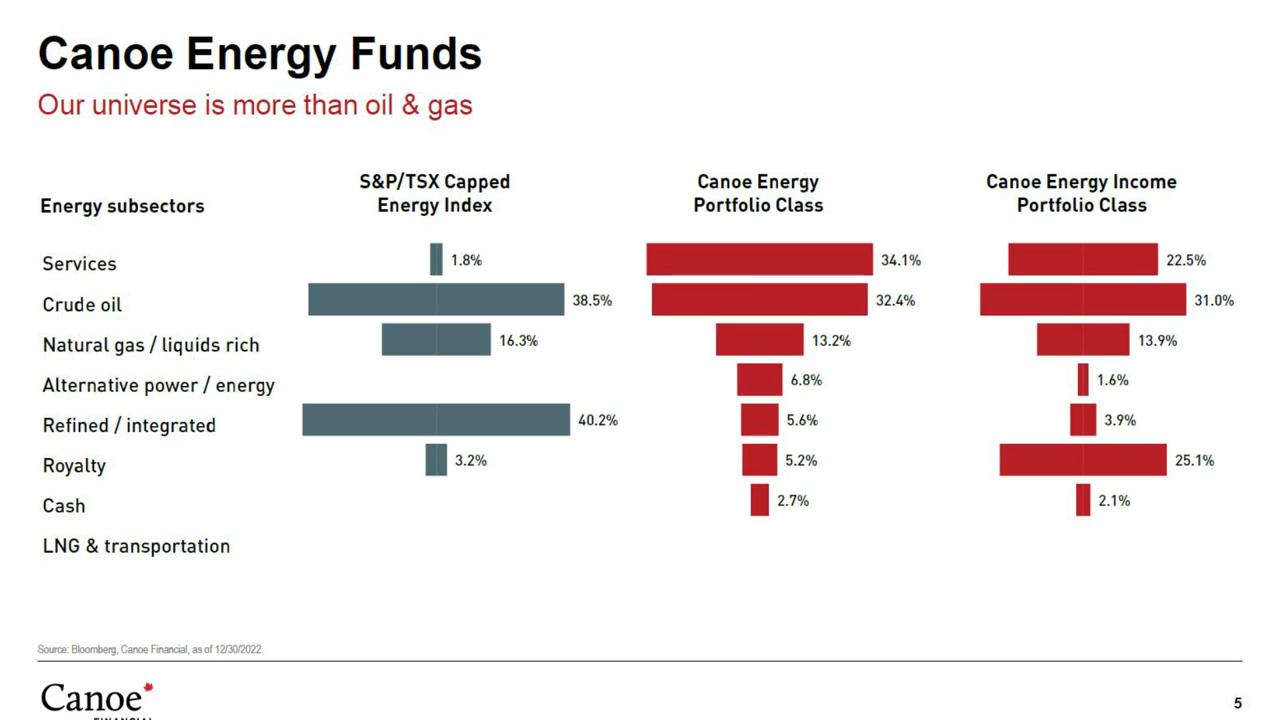 Canoe Energy Funds
Our universe is more than oil & gas
Energy subsectors
S&P/TSX Capped
Energy Index
Canoe Energy
Portfolio Class
Canoe Energy Income
Portfolio Class
Services 1.8% 34.1% 22.5%
Crude oil 38.5% 32.4% 31.0%
Natural gas / liquids rich 16.3% 13.2% 13.9%
Alternative power / energy 6.8% 1.6%
Refined / integrated 40.2% 5.6% 3.9%
Royalty 3.2% 5.2% 25.1%
Cash 2.7% 2.1%
LNG & transportation
Source: Bloomberg, Canoe Financial, as of 12/30/2022.
Canoe
FINANCIAL
5